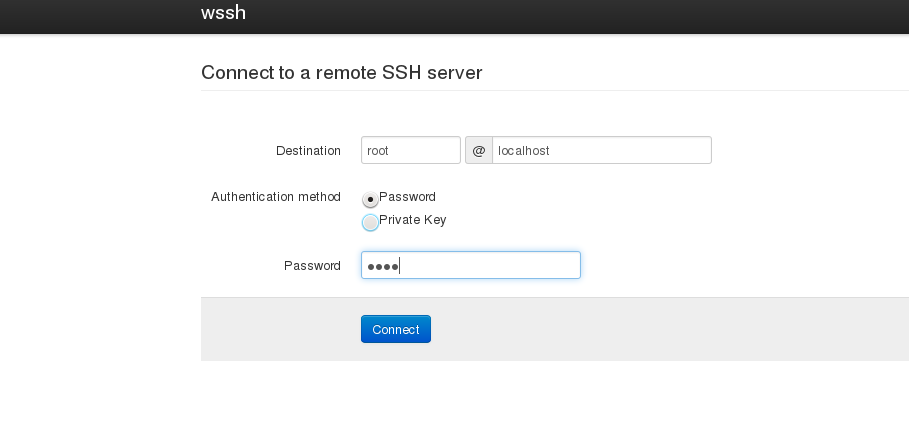 wssh
Connect to a remote SSH server
Destination root @ localhost
Authentication method Password
Private Key
Password ••••
Connect